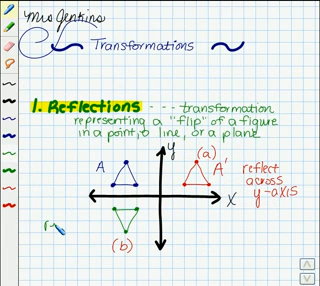 Mrs Jenkins
Transformations
1. Reflections --- transformation
representing a "flip" of a figure
in a point, a line, or a plane
y
(a)
A
A'
reflect
across
y-axis
x
(b)